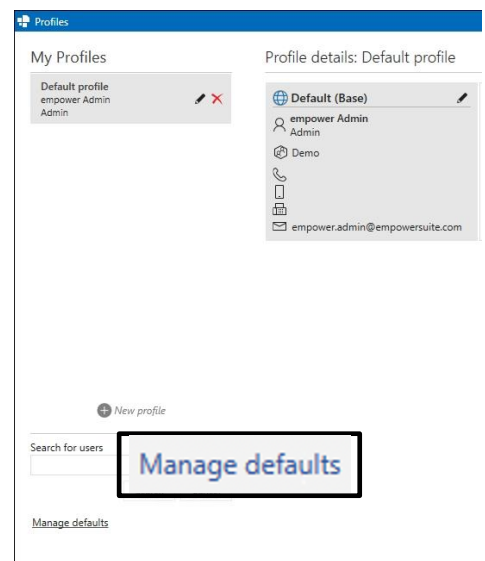 Profiles
My Profiles
Default profile
empower Admin
Admin
New profile
Search for users
Manage defaults
Manage defaults
Profile details: Default profile
Default (Base)
empower Admin
Admin
Demo
empower.admin@empowersuite.com